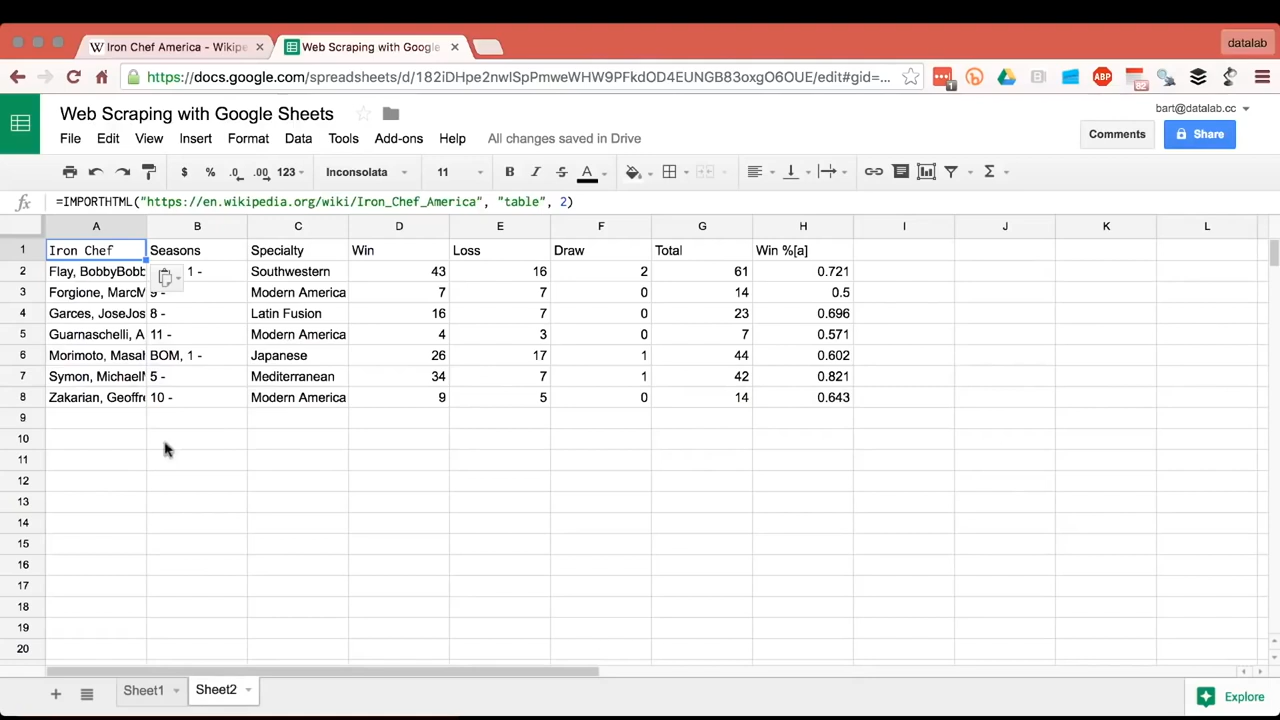 Iron Chef America - Wikipe
Web Scraping with Google
datalab
https://docs.google.com/spreadsheets/d/182iDHpe2nwlSpPmweWHW9PFkdOD4EUNGB83oxgO6OUE/edit#gid=...
Web Scraping with Google Sheets
bart@datalab.cc
File Edit View Insert Format Data Tools Add-ons Help All changes saved in Drive
Comments Share
$ % .0 .00 123 Inconsolata 11 B I S A
fx =IMPORTHTML("https://en.wikipedia.org/wiki/Iron_Chef_America", "table", 2)
A B C D E F G H I J K L
1 Iron Chef Seasons Specialty Win Loss Draw Total Win %[a]
2 Flay, BobbyBobb 1 - Southwestern 43 16 2 61 0.721
3 Forgione, MarcM 9 - Modern America 7 7 0 14 0.5
4 Garces, JoseJos 8 - Latin Fusion 16 7 0 23 0.696
5 Guarnaschelli, A 11 - Modern America 4 3 0 7 0.571
6 Morimoto, Masah BOM, 1 - Japanese 26 17 1 44 0.602
7 Symon, Michael 5 - Mediterranean 34 7 1 42 0.821
8 Zakarian, Geoffre 10 - Modern America 9 5 0 14 0.643
9
10
11
12
13
14
15
16
17
18
19
20
Sheet1 Sheet2 Explore